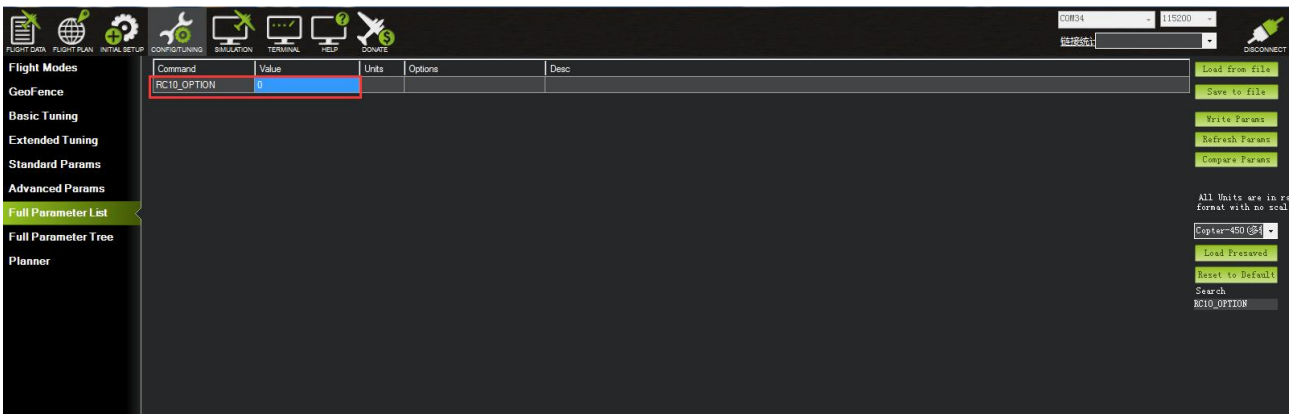 FLIGHT DATA FLIGHT PLAN INITIAL SETUP CONFIG/TUNING SIMULATION TERMINAL HELP DONATE
COM34 115200
链接统计
DISCONNECT
Flight Modes
GeoFence
Basic Tuning
Extended Tuning
Standard Params
Advanced Params
Full Parameter List
Full Parameter Tree
Planner
Command Value Units Options Desc
RC10_OPTION 0
Load from file
Save to file
Write Params
Refresh Params
Compare Params
All Units are in
format with no
Copter-450
Load Presaved
Reset to Default
Search
RC10_OPTION